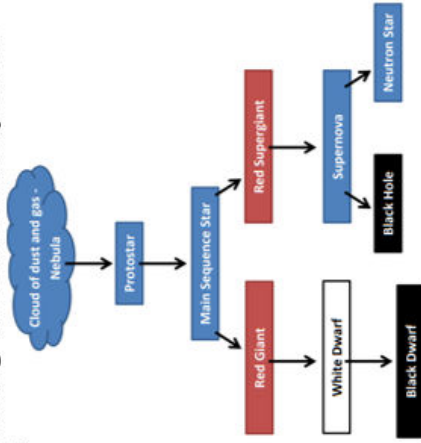 Cloud of dust and gas -
Nebula
Protostar
Main Sequence Star
Red Giant
Red Supergiant
White Dwarf
Supernova
Black Dwarf
Black Hole
Neutron Star